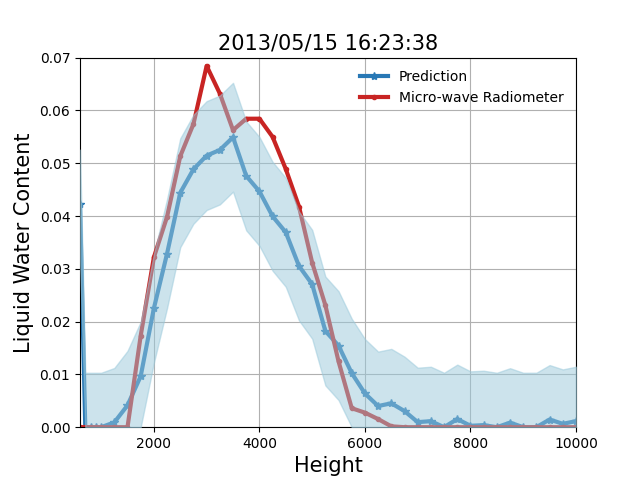 2013/05/15 16:23:38
Prediction
Micro-wave Radiometer
Liquid Water Content
0.07
0.06
0.05
0.04
0.03
0.02
0.01
0.00
2000 4000 6000 8000 10000
Height